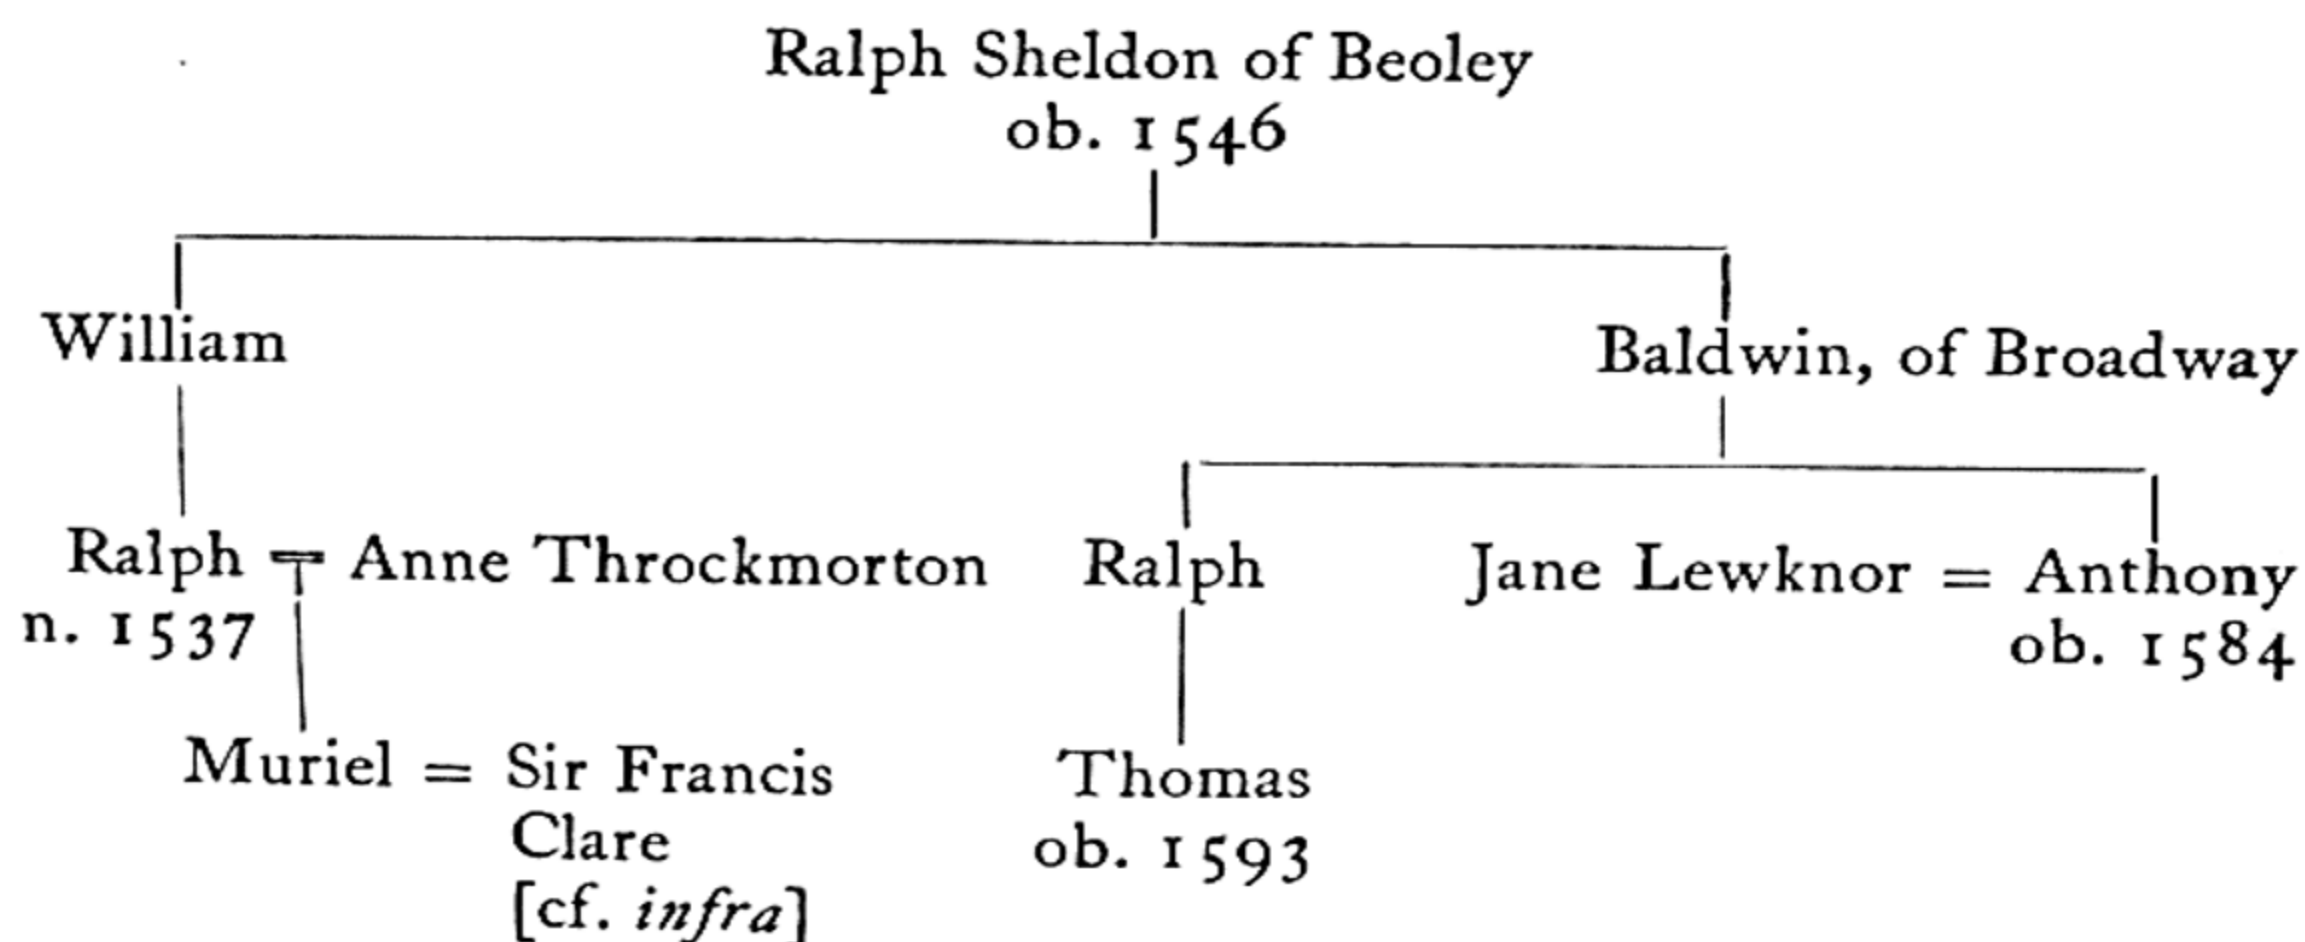 Ralph Sheldon of Beoley
ob. 1546
William
Baldwin, of Broadway
Ralph = Anne Throckmorton
Ralph
Jane Lewknor = Anthony
n. 1537
ob. 1584
Muriel = Sir Francis
Clare
[cf. infra]
Thomas
ob. 1593